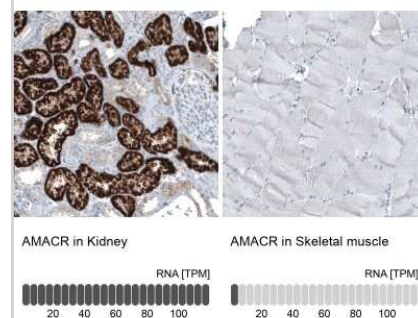 AMACR in Kidney
AMACR in Skeletal muscle
RNA [TPM]
RNA [TPM]
20 40 60 80 100
20 40 60 80 100